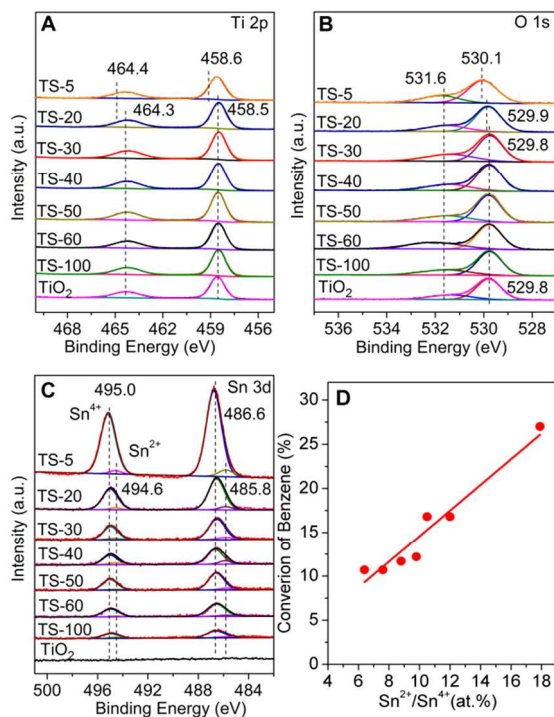 A
Ti 2p
464.4
458.6
TS-5
464.3
458.5
TS-20
TS-30
TS-40
TS-50
TS-60
TS-100
TiO2
Intensity (a.u.)
468 465 462 459 456
Binding Energy (eV)
B
O 1s
530.1
531.6
TS-5
TS-20
529.9
TS-30
529.8
TS-40
TS-50
TS-60
TS-100
TiO2
529.8
Intensity (a.u.)
536 534 532 530 528
Binding Energy (eV)
C
495.0
Sn 3d
Sn4+
486.6
Sn2+
TS-5
TS-20
494.6
485.8
TS-30
TS-40
TS-50
TS-60
TS-100
TiO2
Intensity (a.u.)
500 496 492 488 484
Binding Energy (eV)
D
30
25
20
15
10
5
0
Converion of Benzene (%)
4 6 8 10 12 14 16 18
Sn2+/Sn4+(at.%)